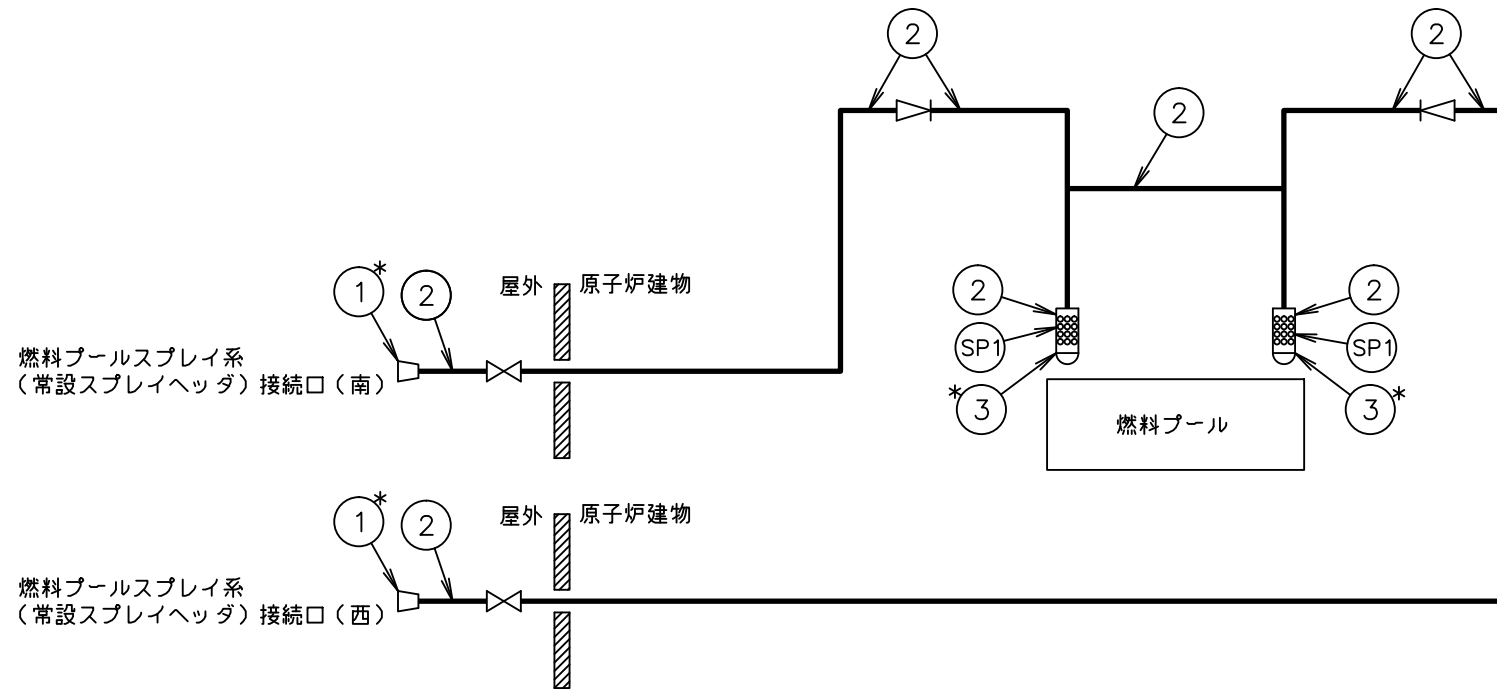 2
2
2
1*
2
屋外
原子炉建物
2
2
SP1
SP1
燃料プールスプレイ系
(常設スプレイヘッダ)接続口(南)
*3
3*
燃料プール
1*
2
屋外
原子炉建物
燃料プールスプレイ系
(常設スプレイヘッダ)接続口(西)